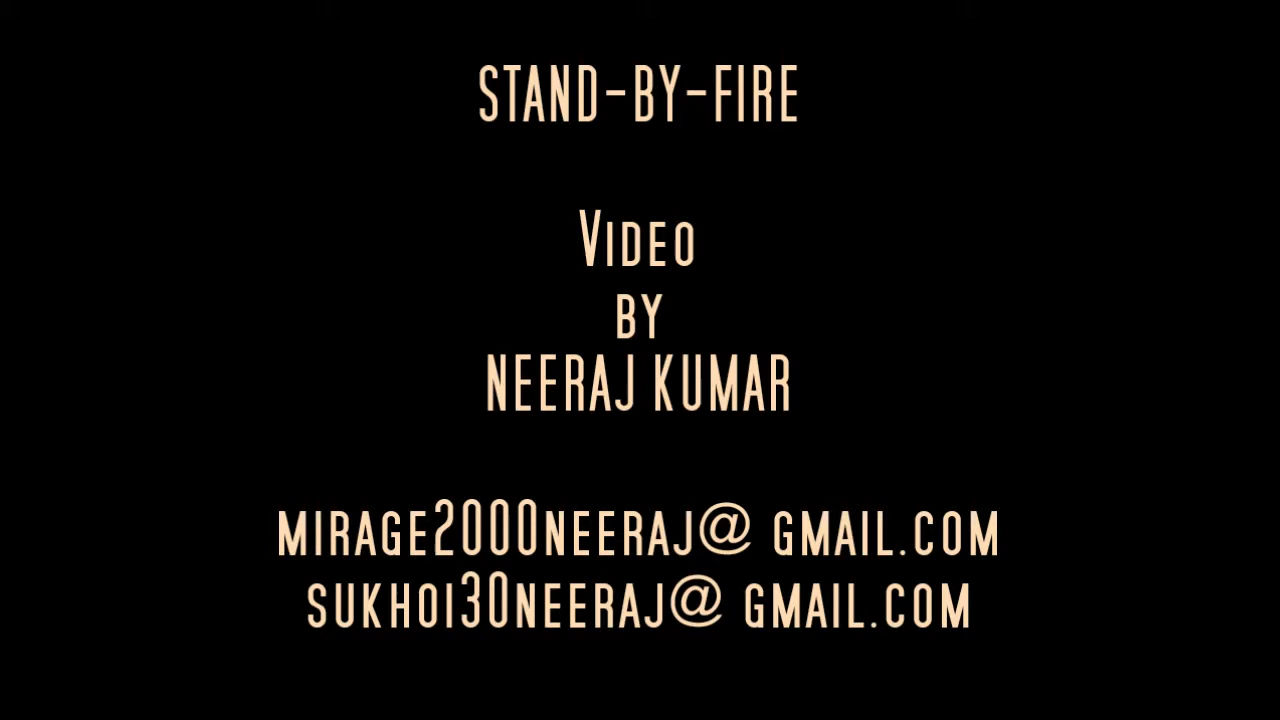 STAND-BY-FIRE
VIDEO
BY
NEERAJ KUMAR
MIRAGE2000NEERAJ@ GMAIL.COM
SUKHOI30NEERAJ@ GMAIL.COM